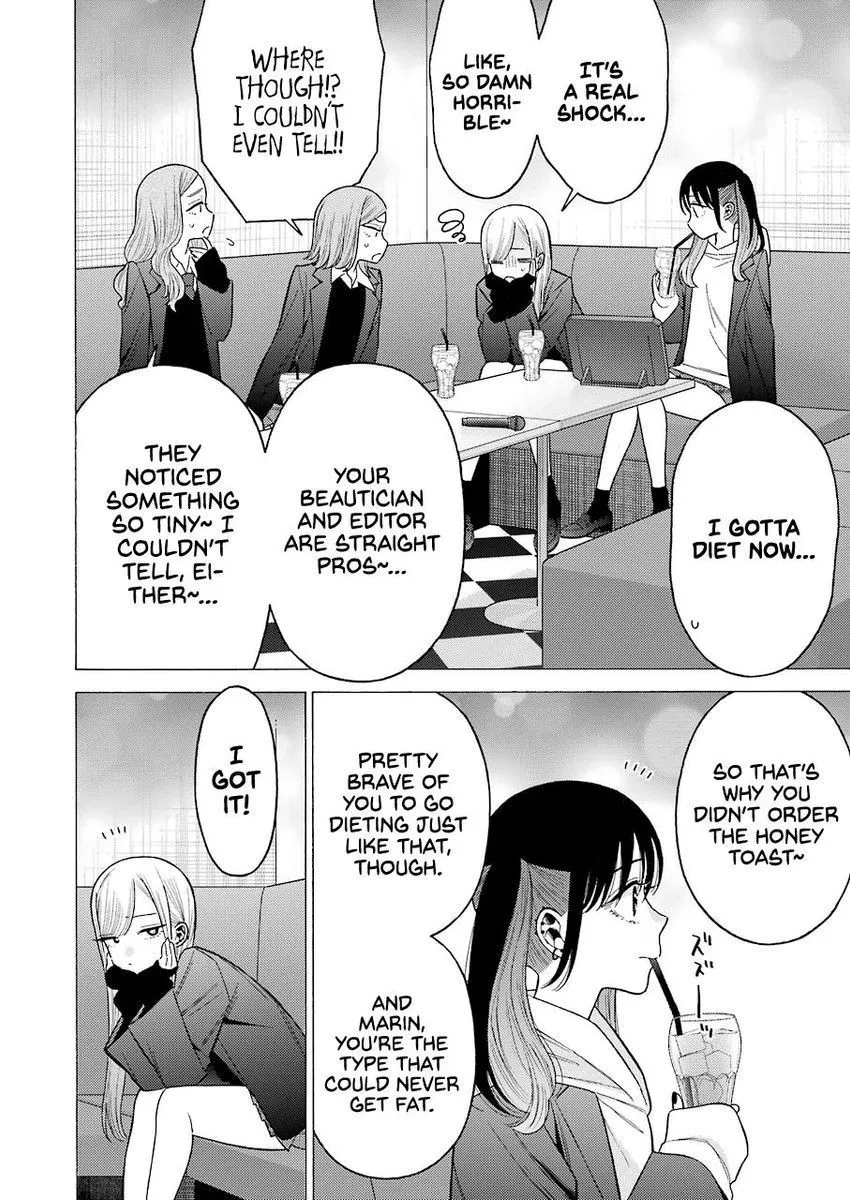 IT'S
A REAL
SHOCK...
LIKE,
SO DAMN
HORRI-
BLE~
WHERE
THOUGH!?
I COULDN'T
EVEN TELL!!
I GOTTA
DIET NOW...
YOUR
BEAUTICIAN
AND EDITOR
ARE STRAIGHT
PROS~...
THEY
NOTICED
SOMETHING
SO TINY~ I
COULDN'T
TELL, EI-
THER~...
SO THAT'S
WHY YOU
DIDN'T ORDER
THE HONEY
TOAST~
PRETTY
BRAVE OF
YOU TO GO
DIETING JUST
LIKE THAT,
THOUGH.
AND
MARIN,
YOU'RE THE
TYPE THAT
COULD NEVER
GET FAT.
ズズ
I
GOT
IT!